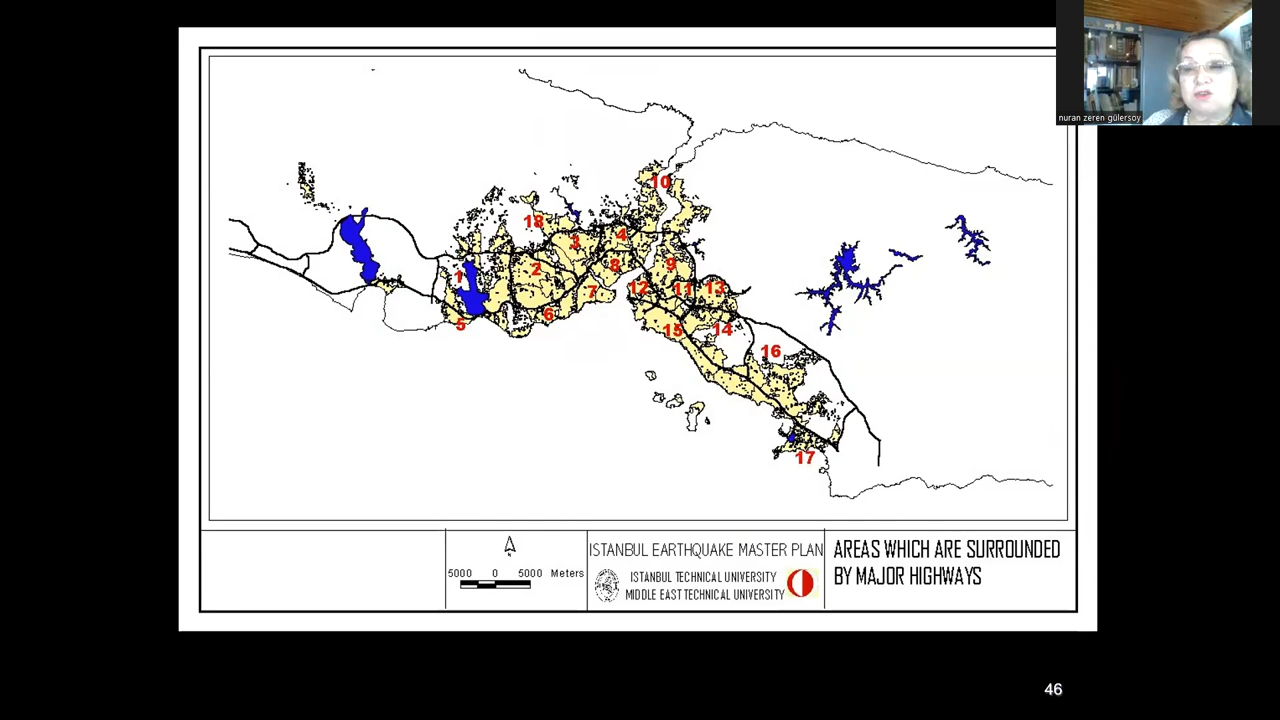 nuran zeren gülersoy
10
18
3
4
1
2
8
9
12
11
13
7
6
5
15
14
16
17
5000 0 5000 Meters
ISTANBUL EARTHQUAKE MASTER PLAN
ISTANBUL TECHNICAL UNIVERSITY
MIDDLE EAST TECHNICAL UNIVERSITY
AREAS WHICH ARE SURROUNDED
BY MAJOR HIGHWAYS
46